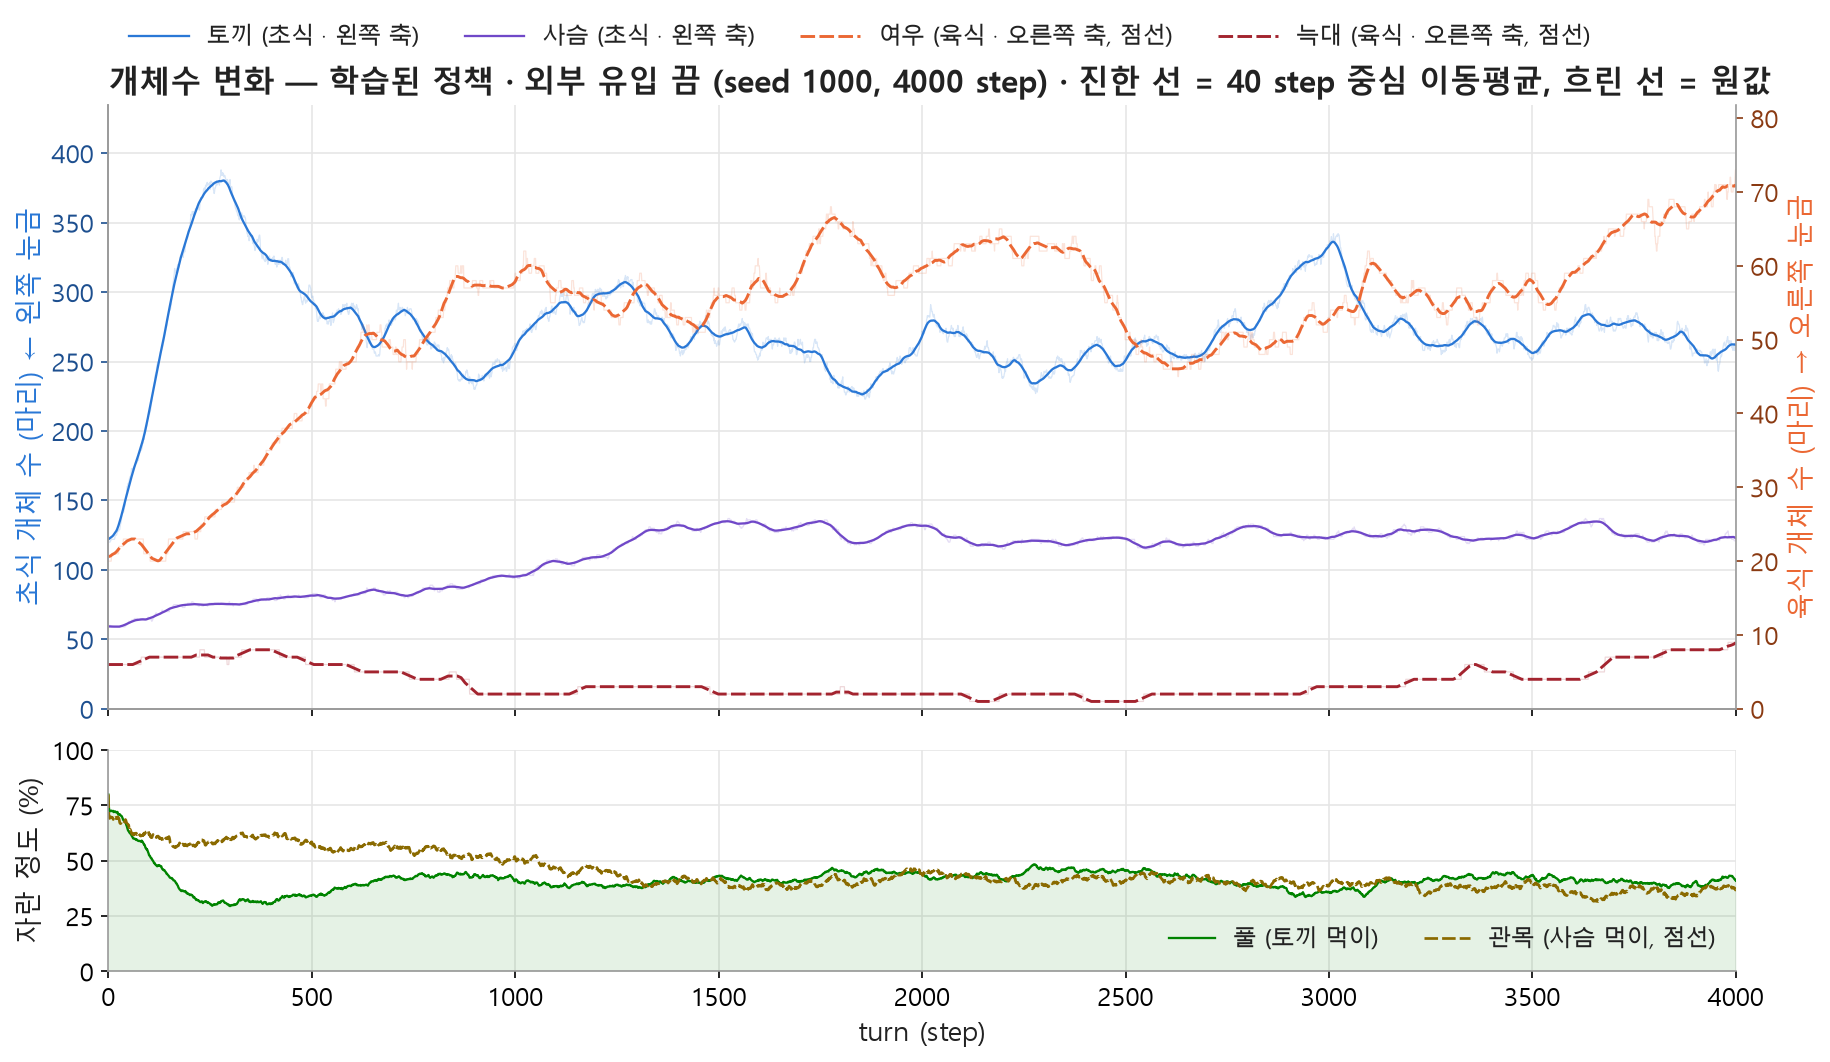 토끼 (초식 · 왼쪽 축) 사슴 (초식 · 왼쪽 축) 여우 (육식 · 오른쪽 축, 점선) 늑대 (육식 · 오른쪽 축, 점선)
개체수 변화 — 학습된 정책 · 외부 유입 끔 (seed 1000, 4000 step) · 진한 선 = 40 step 중심 이동평균, 흐린 선 = 원값
초식 개체 수 (마리) ← 왼쪽 눈금
400
350
300
250
200
150
100
50
0
80
70
60
50
40
30
20
10
0
육식 개체 수 (마리) → 오른쪽 눈금
자란 정도 (%)
100
75
50
25
0
풀 (토끼 먹이) 관목 (사슴 먹이, 점선)
0 500 1000 1500 2000 2500 3000 3500 4000
turn (step)